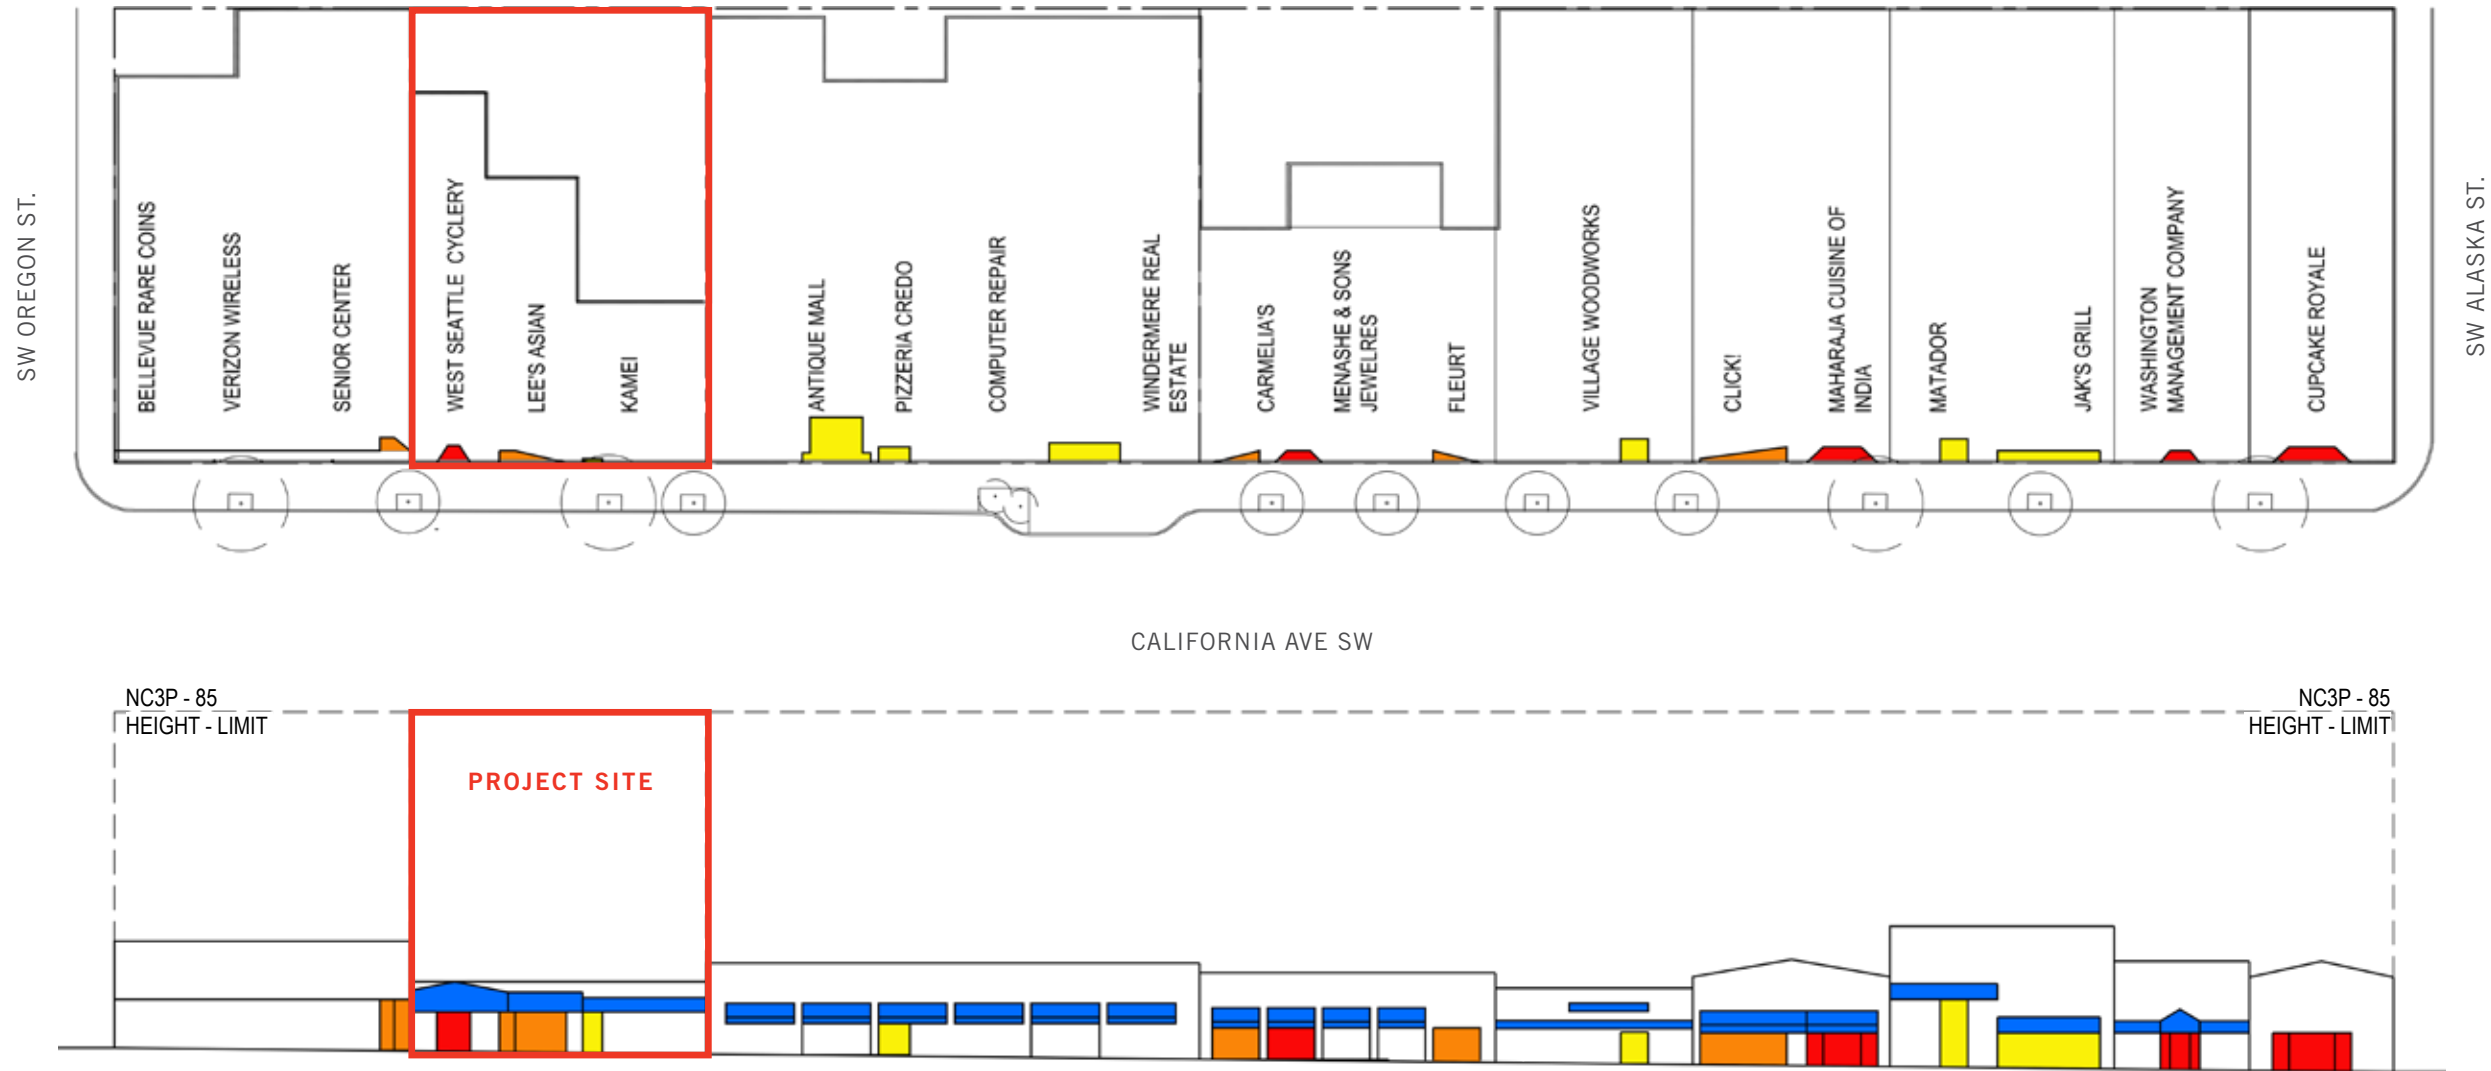 SW OREGON ST.
BELLEVUE RARE COINS
VERIZON WIRELESS
SENIOR CENTER
WEST SEATTLE CYCLERY
LEE'S ASIAN
KAMEI
ANTIQUE MALL
PIZZERIA CREDO
COMPUTER REPAIR
WINDERMERE REAL
ESTATE
CARMELIA'S
MENASHE & SONS
JEWELRES
FLEURT
VILLAGE WOODWORKS
CLICK!
MAHARAJA CUISINE OF
INDIA
MATADOR
JAK'S GRILL
WASHINGTON
MANAGEMENT COMPANY
CUPCAKE ROYALE
SW ALASKA ST.
CALIFORNIA AVE SW
NC3P - 85
HEIGHT - LIMIT
NC3P - 85
HEIGHT - LIMIT
PROJECT SITE